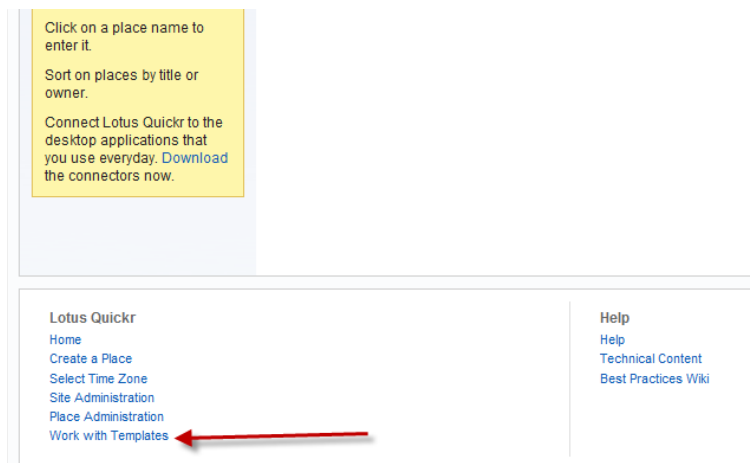 Click on a place name to
enter it.
Sort on places by title or
owner.
Connect Lotus Quickr to the
desktop applications that
you use everyday. Download
the connectors now.
Lotus Quickr
Home
Create a Place
Select Time Zone
Site Administration
Place Administration
Work with Templates
Help
Help
Technical Content
Best Practices Wiki